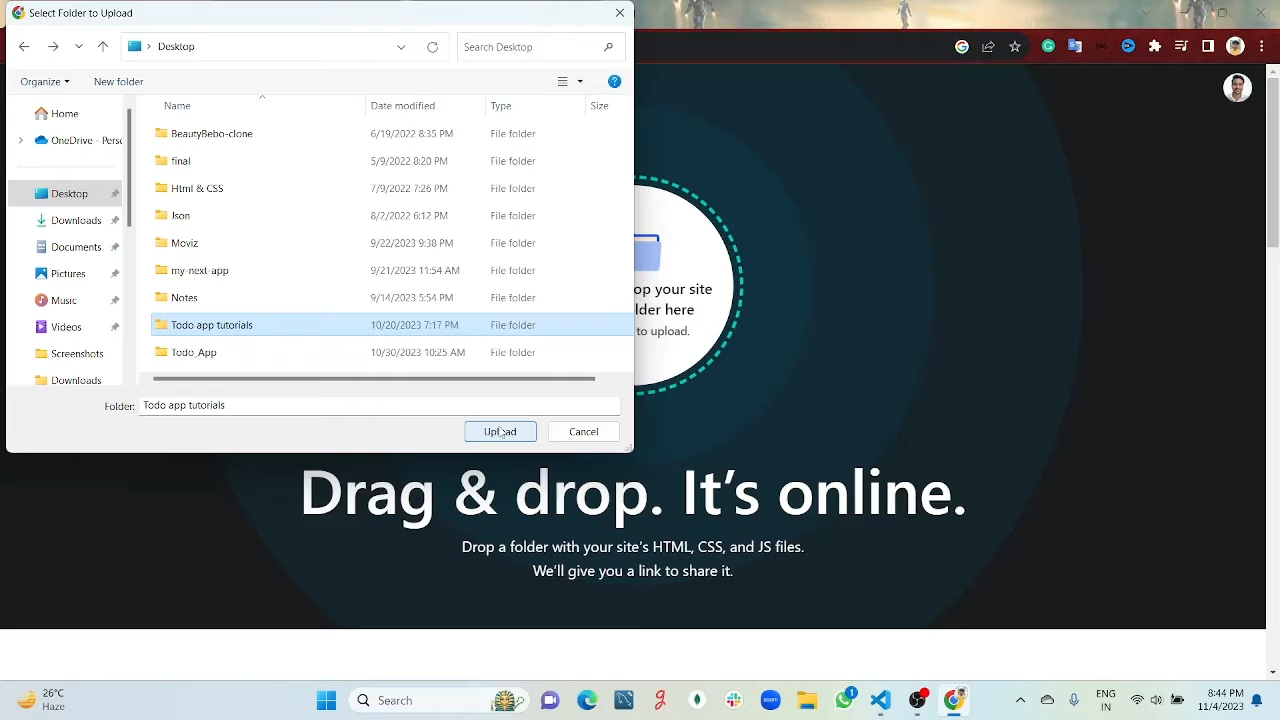 Select Folder to Upload
Desktop
Search Desktop
Organize
New folder
Home
OneDrive - Perso
Desktop
Downloads
Documents
Pictures
Music
Videos
Screenshots
Downloads
Name Date modified Type Size
BeautyBebo-clone 6/19/2022 8:35 PM File folder
final 5/9/2022 8:20 PM File folder
Html & CSS 7/9/2022 7:26 PM File folder
Json 8/2/2022 6:12 PM File folder
Moviz 9/22/2023 9:38 PM File folder
my-next-app 9/21/2023 11:54 AM File folder
Notes 9/14/2023 5:54 PM File folder
Todo app tutorials 10/20/2023 7:17 PM File folder
Todo_App 10/30/2023 10:25 AM File folder
Folder: Todo app tutorials
Upload Cancel
op your site
lder here
to upload.
Drag & drop. It’s online.
Drop a folder with your site’s HTML, CSS, and JS files.
We’ll give you a link to share it.
26°C
Haze
Search
zoom
1
ENG
IN
8:44 PM
11/4/2023